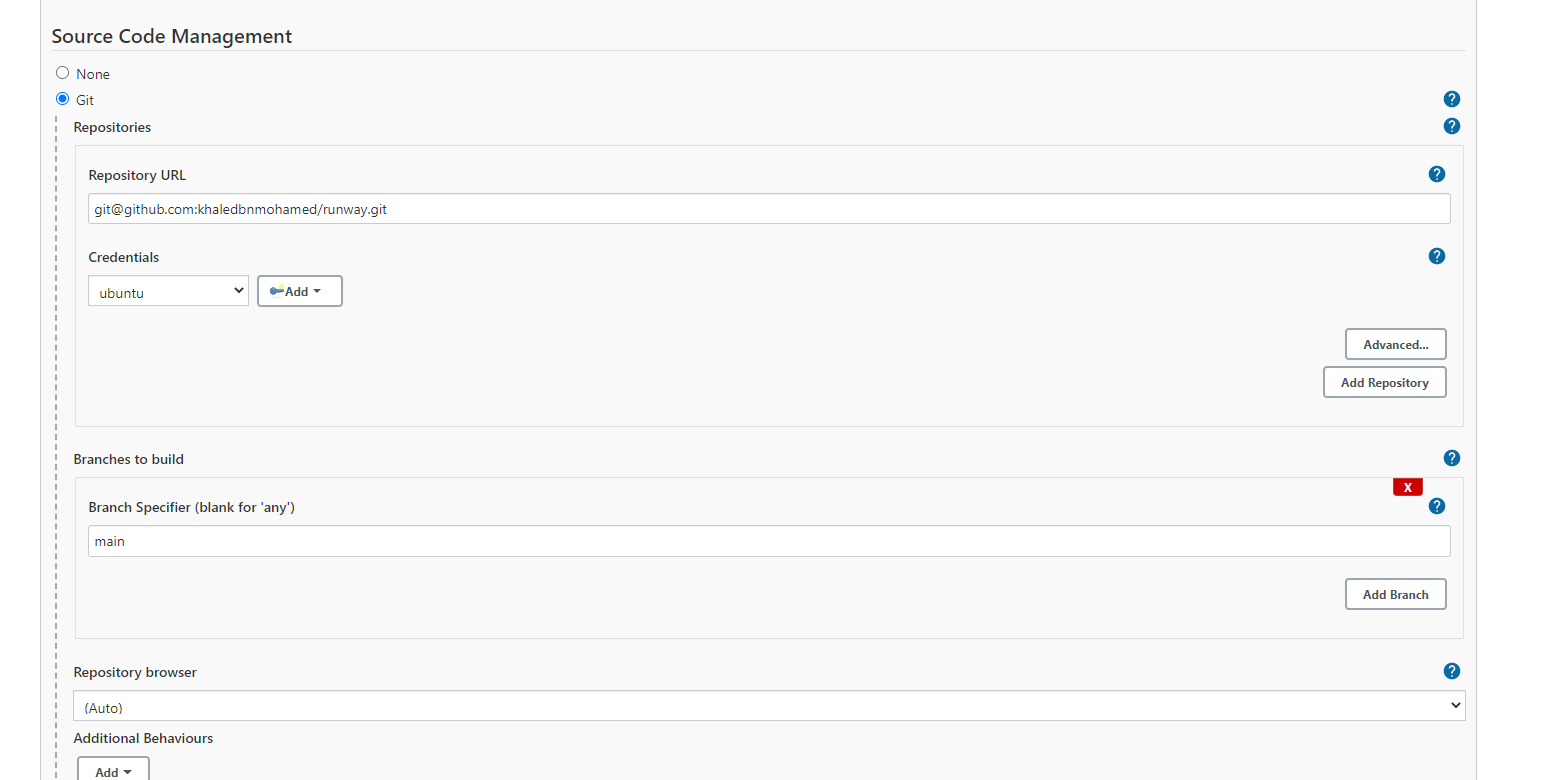 Source Code Management
None
Git
?
Repositories
?
Repository URL
?
git@github.com:khaledbnmohamed/runway.git
Credentials
?
ubuntu
Add
Advanced...
Add Repository
Branches to build
?
X
Branch Specifier (blank for 'any')
?
main
Add Branch
Repository browser
?
(Auto)
Additional Behaviours
Add